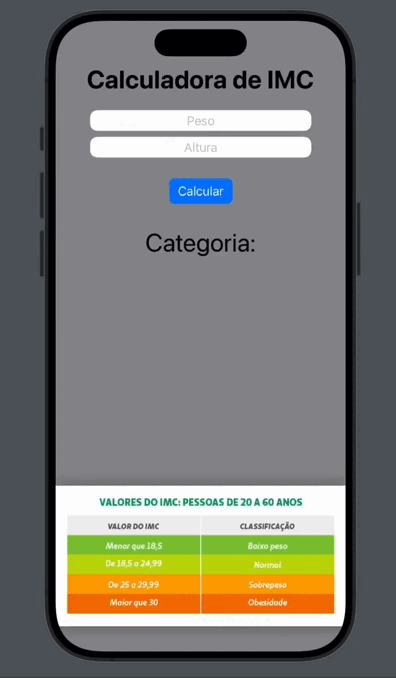 Calculadora de IMC
Peso
Altura
Calcular
Categoria:
VALORES DO IMC: PESSOAS DE 20 A 60 ANOS
VALOR DO IMC CLASSIFICAÇÃO
Menor que 18,5 Baixo peso
De 18,5 a 24,99 Normal
De 25 a 29,99 Sobrepeso
Maior que 30 Obesidade